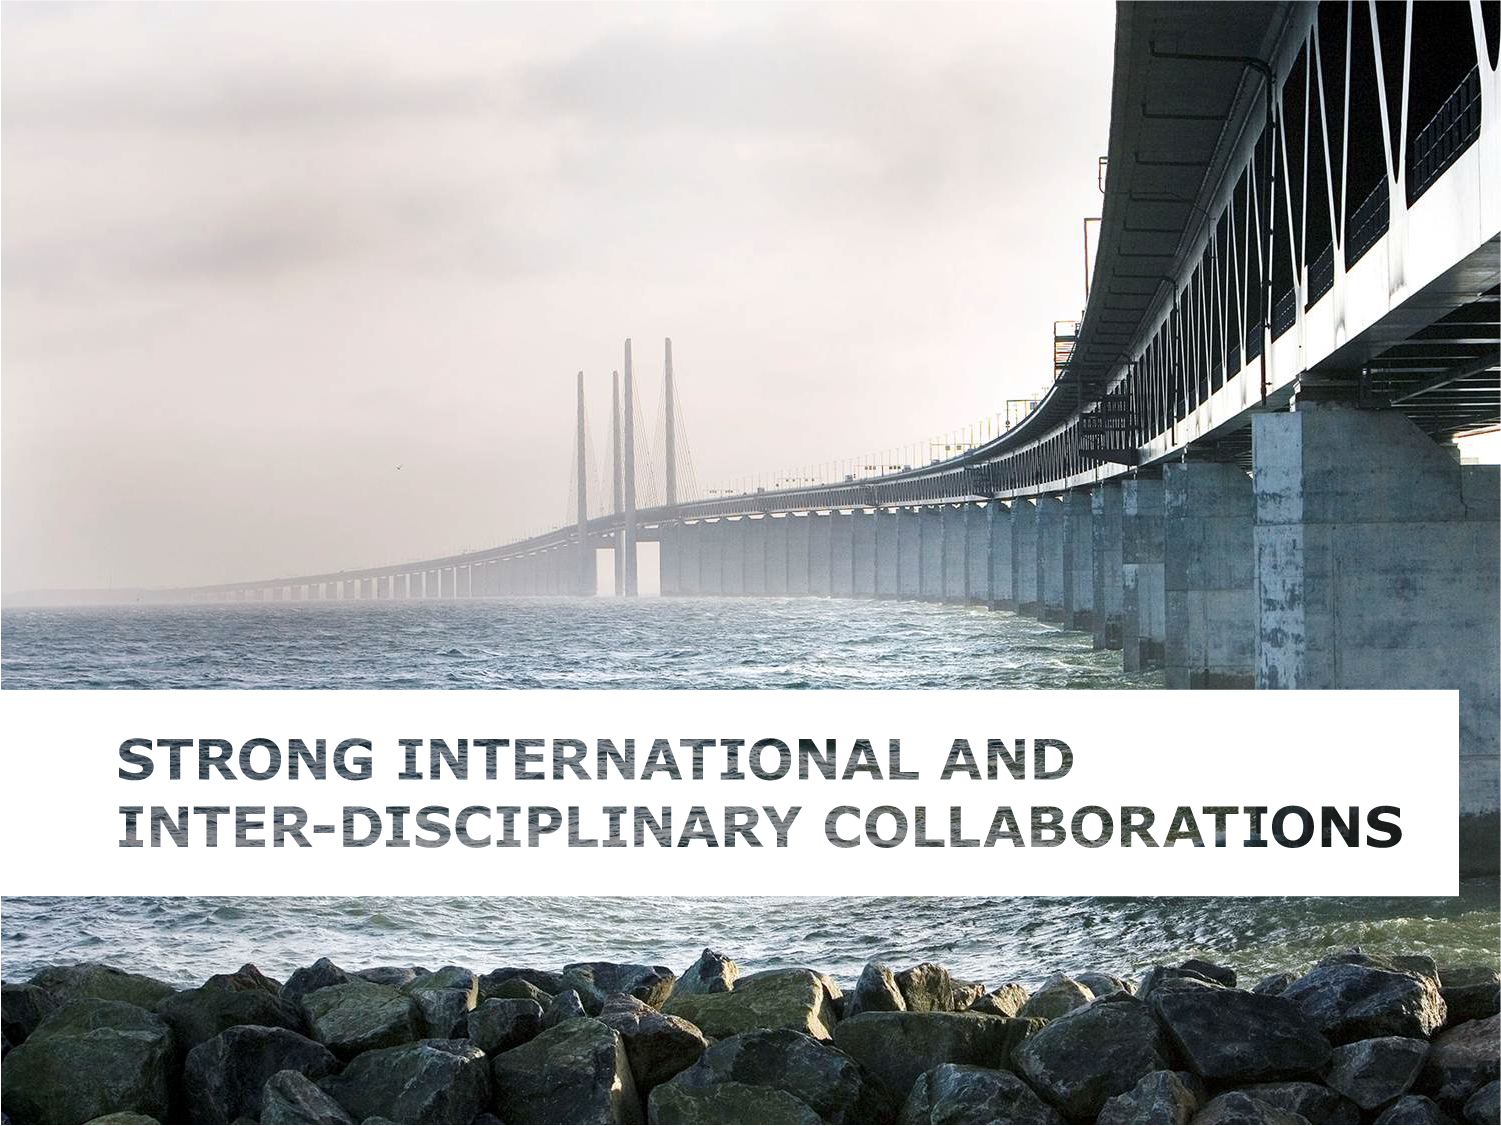 STRONG INTERNATIONAL AND
INTER-DISCIPLINARY COLLABORATIONS